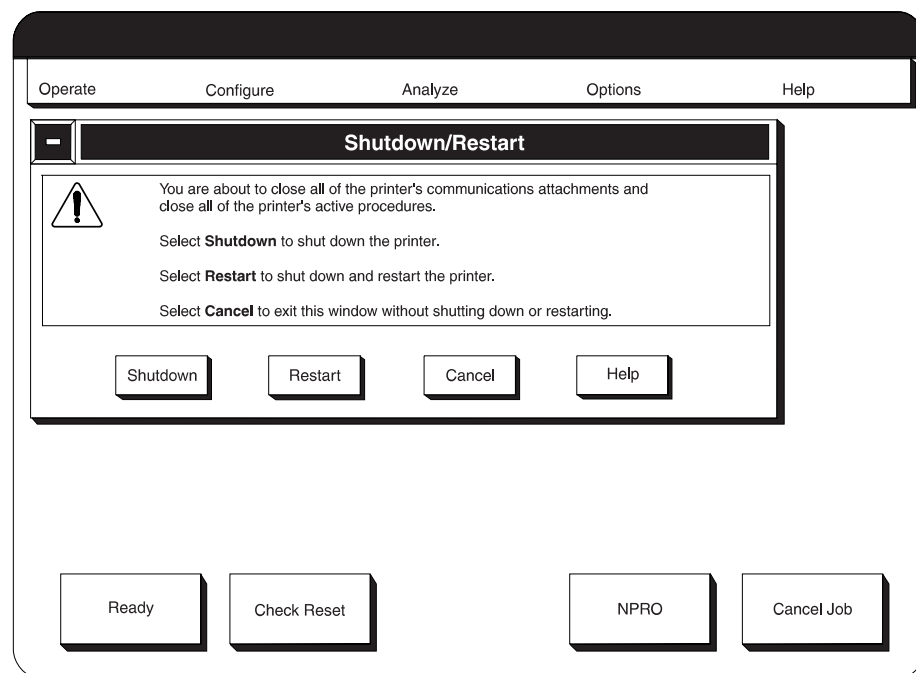 Operate Configure Analyze Options Help
Shutdown/Restart
You are about to close all of the printer's communications attachments and
close all of the printer's active procedures.
Select Shutdown to shut down the printer.
Select Restart to shut down and restart the printer.
Select Cancel to exit this window without shutting down or restarting.
Shutdown Restart Cancel Help
Ready Check Reset NPRO Cancel Job